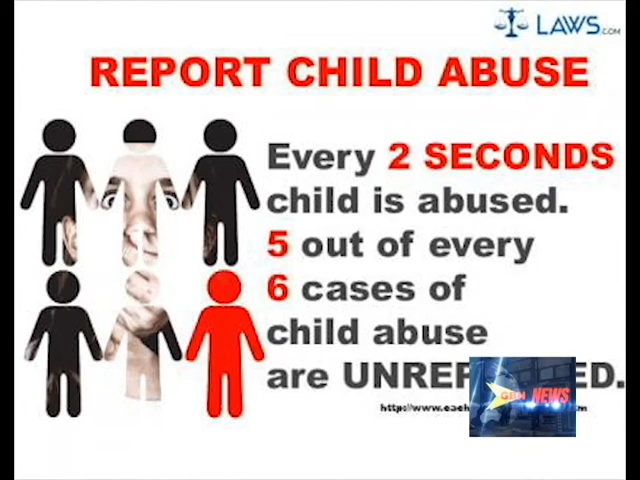 LAWS.COM
REPORT CHILD ABUSE
Every 2 SECONDS
child is abused.
5 out of every
6 cases of
child abuse
are
GBM NEWS